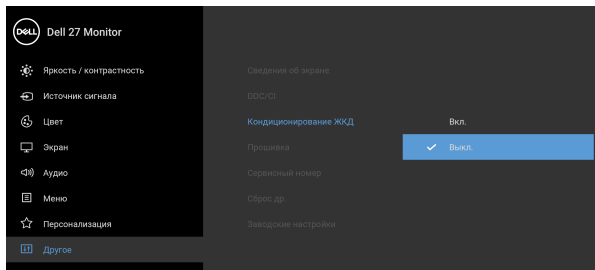 DELL Dell 27 Monitor
Яркость / контрастность
Источник сигнала
Цвет
Экран
Аудио
Меню
Персонализация
Другое
Сведения об экране
DDC/CI
Кондиционирование ЖКД
Прошивка
Сервисный номер
Сброс др.
Заводские настройки
Вкл.
Выкл.